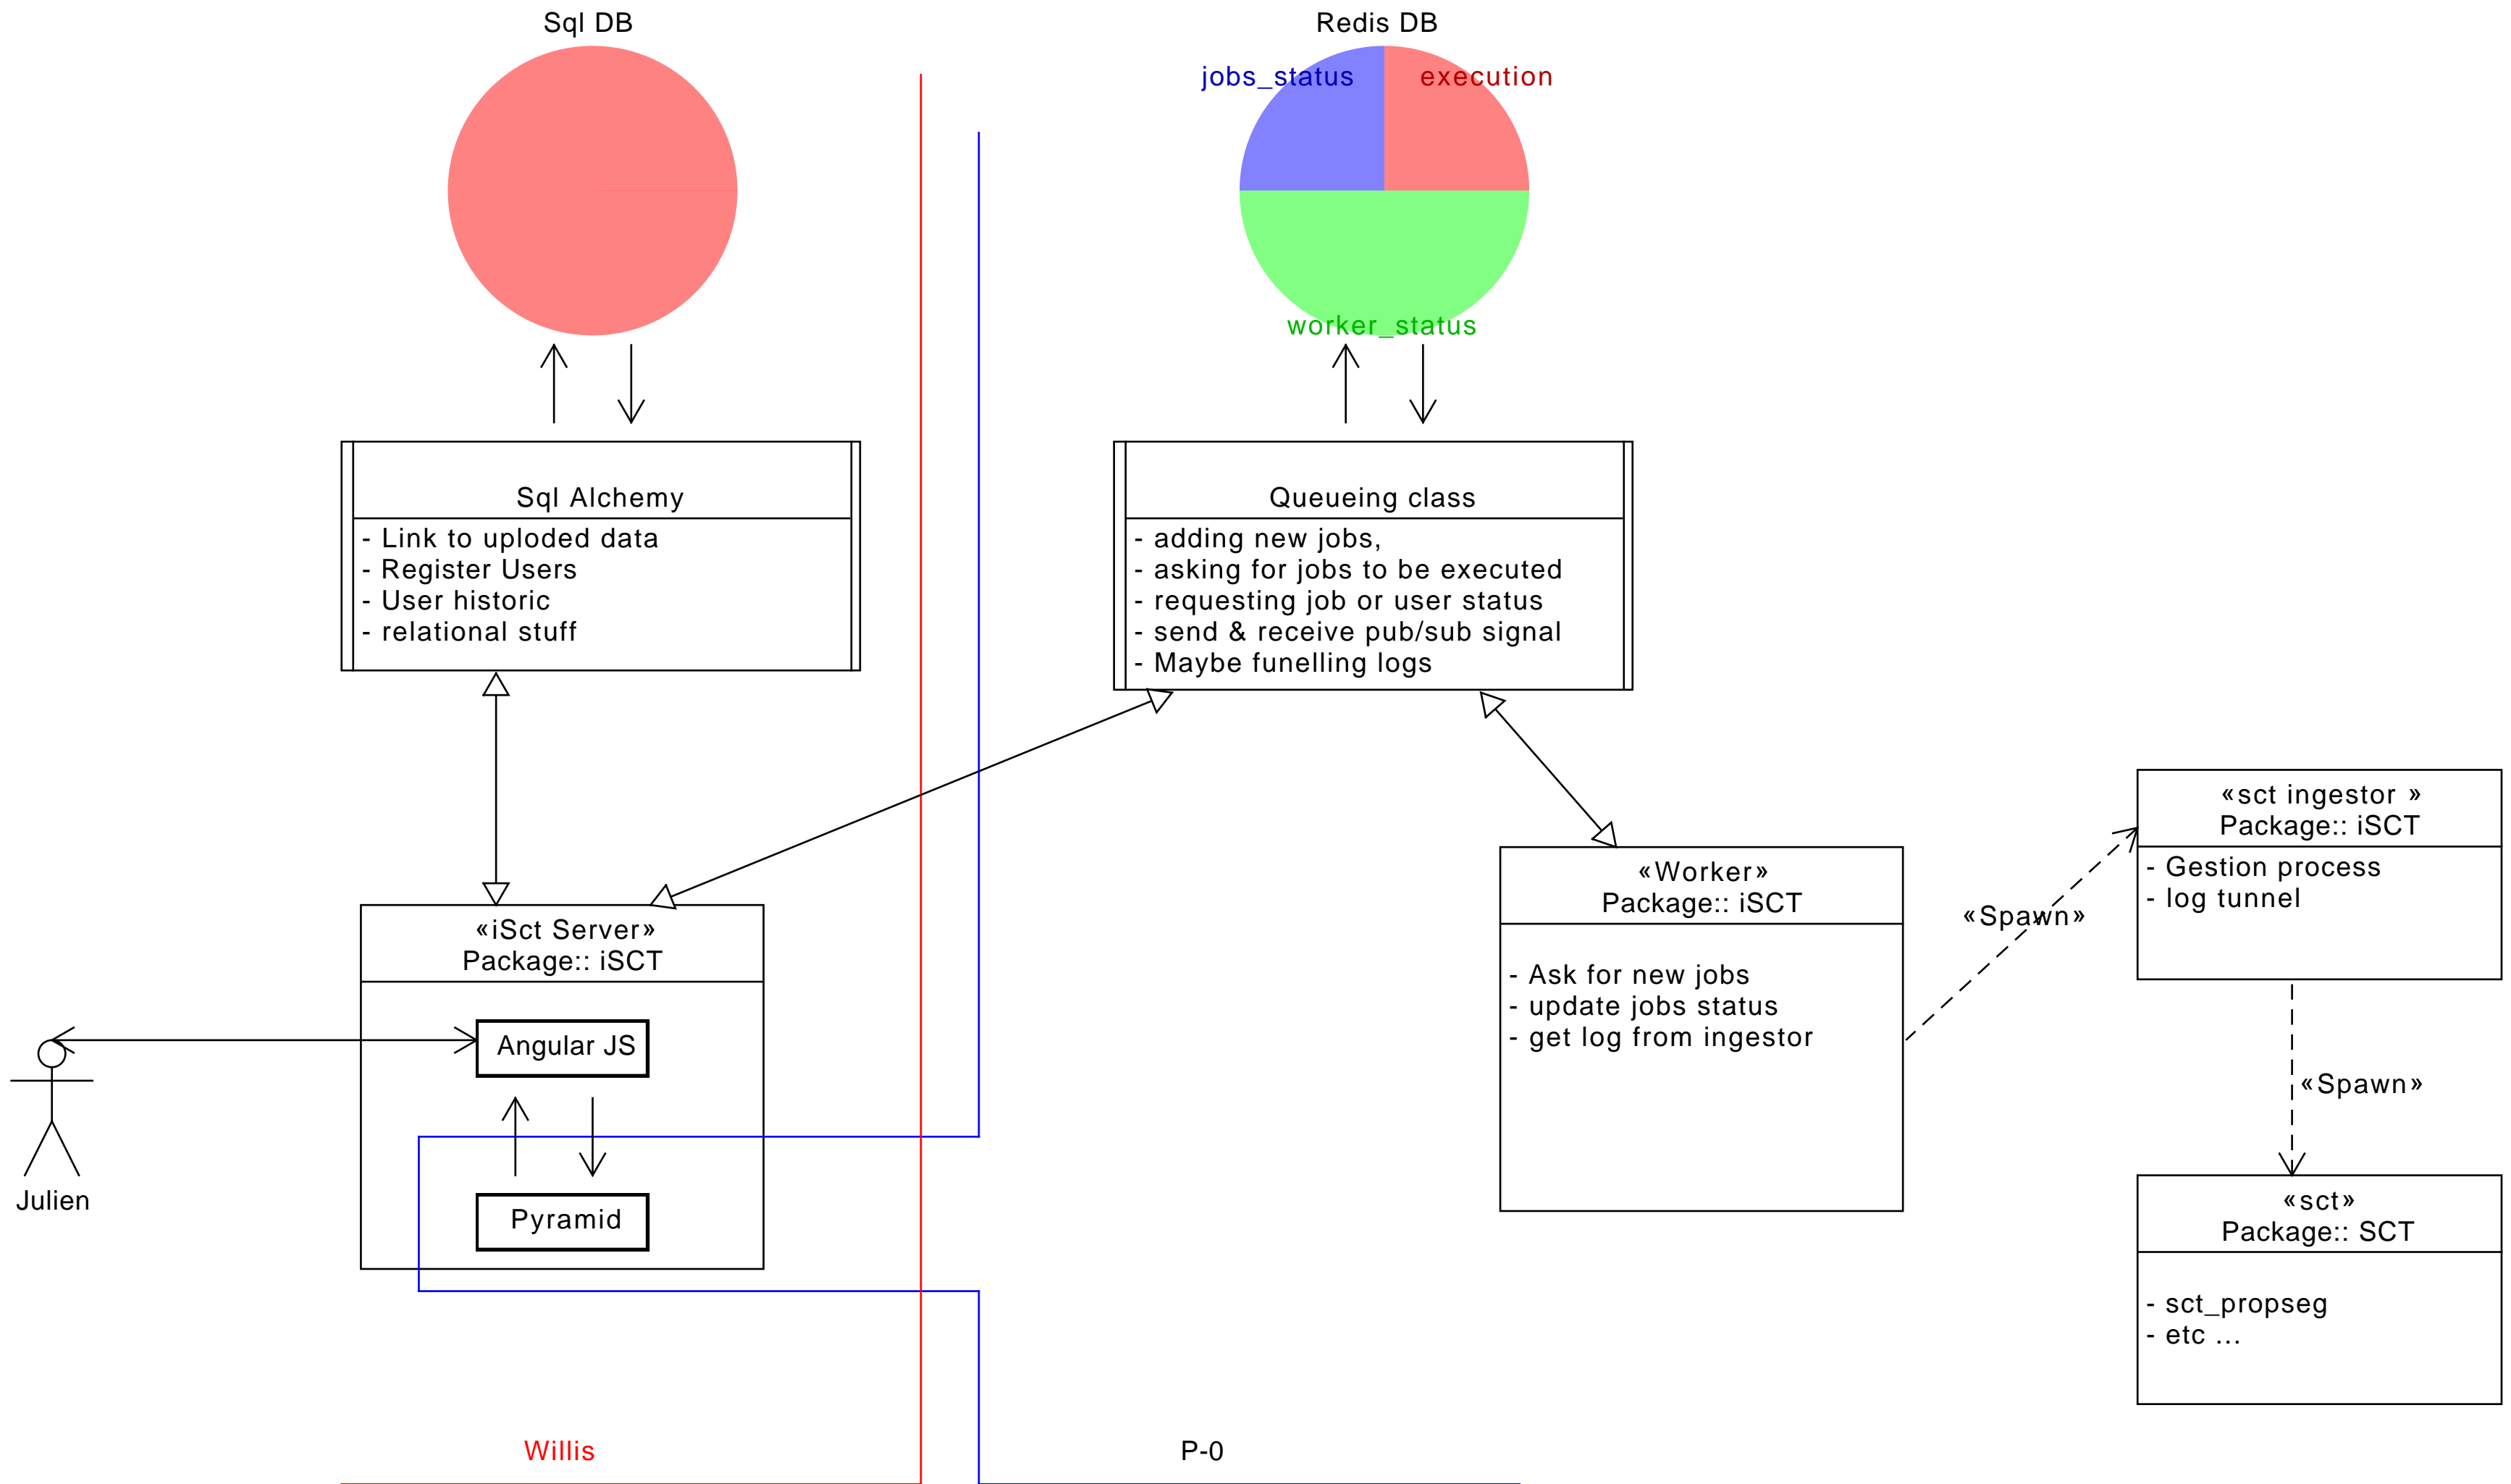 Sql DB
Redis DB
jobs_status
execution
worker_status
Sql Alchemy
- Link to uploded data
- Register Users
- User historic
- relational stuff
Queueing class
- adding new jobs,
- asking for jobs to be executed
- requesting job or user status
- send & receive pub/sub signal
- Maybe funelling logs
«sct ingestor »
Package:: iSCT
- Gestion process
- log tunnel
«Worker»
Package:: iSCT
- Ask for new jobs
- update jobs status
- get log from ingestor
«Spawn»
«iSct Server»
Package:: iSCT
Angular JS
Pyramid
Julien
«Spawn»
«sct»
Package:: SCT
- sct_propseg
- etc ...
Willis
P-0